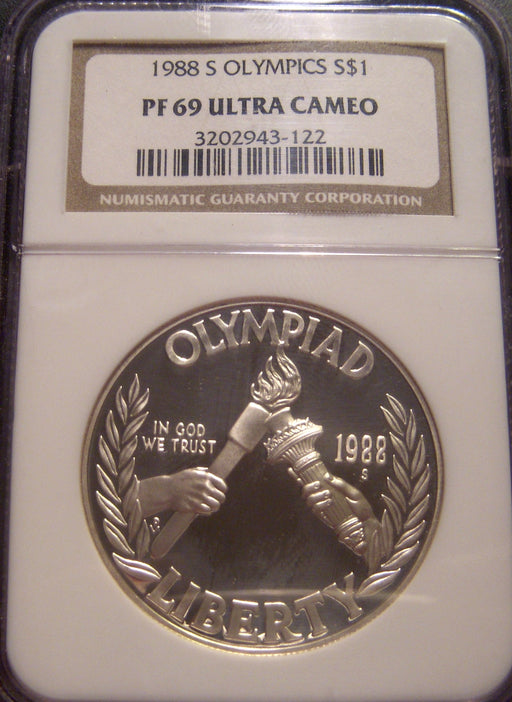 1988 S OLYMPICS S$1
PF 69 ULTRA CAMEO
3202943-122
NUMISMATIC GUARANTY CORPORATION
OLYMPIAD
IN GOD
WE TRUST
1988
S
LIBERTY